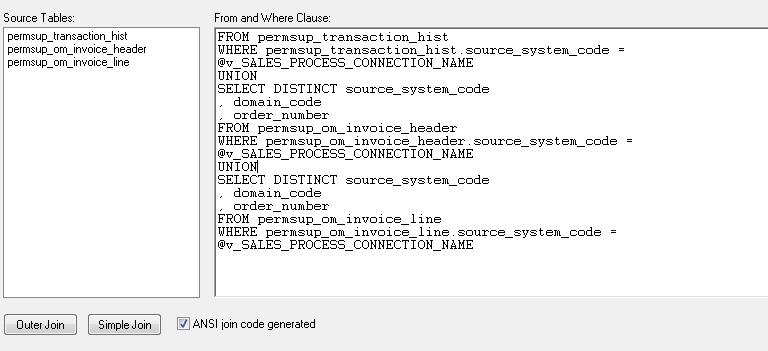 Source Tables:
permsup_transaction_hist
permsup_om_invoice_header
permsup_om_invoice_line
From and Where Clause:
FROM permsup_transaction_hist
WHERE permsup_transaction_hist.source_system_code =
@v_SALES_PROCESS_CONNECTION_NAME
UNION
SELECT DISTINCT source_system_code
, domain_code
, order_number
FROM permsup_om_invoice_header
WHERE permsup_om_invoice_header.source_system_code =
@v_SALES_PROCESS_CONNECTION_NAME
UNION
SELECT DISTINCT source_system_code
, domain_code
, order_number
FROM permsup_om_invoice_line
WHERE permsup_om_invoice_line.source_system_code =
@v_SALES_PROCESS_CONNECTION_NAME
Outer Join
Simple Join
ANSI join code generated